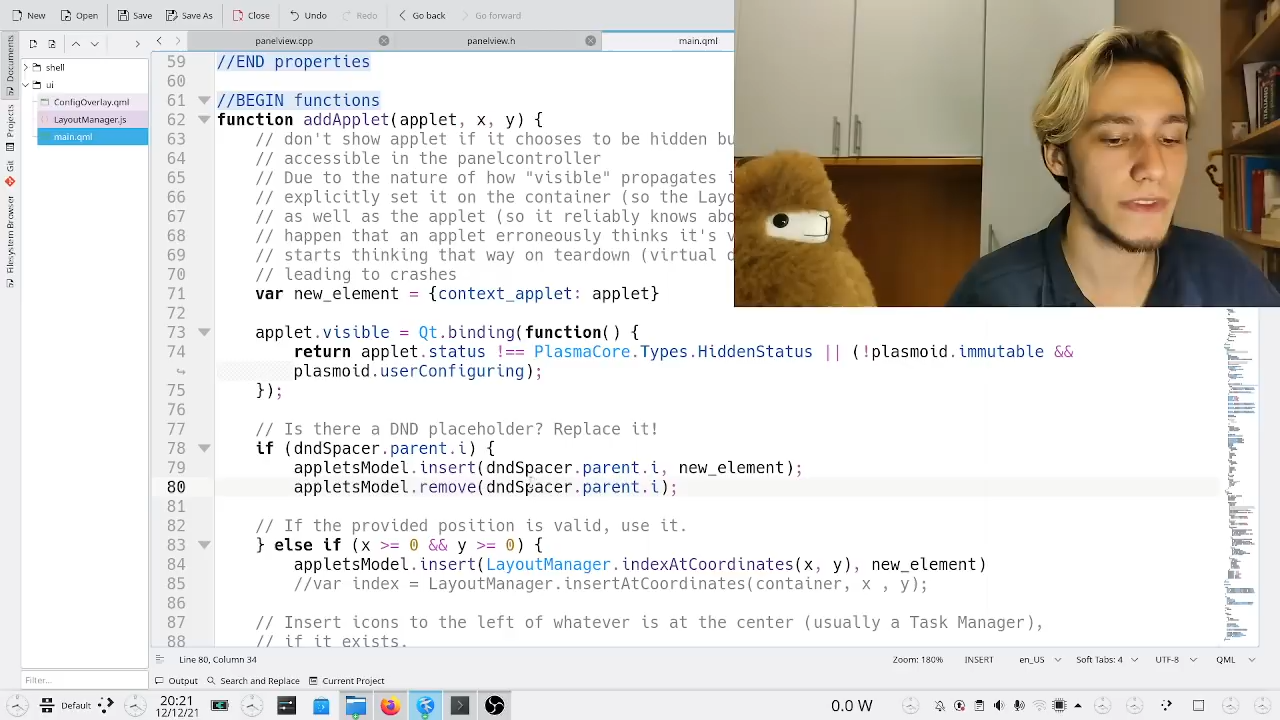 New Open Save Save As Close Undo Redo Go back Go forward
panelview.cpp panelview.h main.qml
Documents
Projects
Git
Filesystem Browser
shell
ui
ConfigOverlay.qml
LayoutManager.js
main.qml
59 //END properties
60
61 //BEGIN functions
62 function addApplet(applet, x, y) {
63 // don't show applet if it chooses to be hidden bu
64 // accessible in the panelcontroller
65 // Due to the nature of how "visible" propagates i
66 // explicitly set it on the container (so the Layo
67 // as well as the applet (so it reliably knows abo
68 // happen that an applet erroneously thinks it's v
69 // starts thinking that way on teardown (virtual d
70 // leading to crashes
71 var new_element = {context_applet: applet}
72
73 applet.visible = Qt.binding(function() {
74 return applet.status !== PlasmaCore.Types.HiddenStatus || (!plasmoid.immutable &&
plasmoid.userConfiguring);
75 });
76
77 // Is there a DND placeholder? Replace it!
78 if (dndSpacer.parent.i) {
79 appletsModel.insert(dndSpacer.parent.i, new_element);
80 appletsModel.remove(dndSpacer.parent.i);
81
82 // If the provided position is valid, use it.
83 } else if (x >= 0 && y >= 0) {
84 appletsModel.insert(LayoutManager.indexAtCoordinates(x, y), new_element)
85 //var index = LayoutManager.insertAtCoordinates(container, x , y);
86
87 // Insert icons to the left of whatever is at the center (usually a Task Manager),
88 // if it exists.
Line 80, Column 34 Zoom: 180% INSERT en_US Soft Tabs: 4 UTF-8 QML
Filter... Output Search and Replace Current Project
Default
20:21
12/12/21
0.0 W